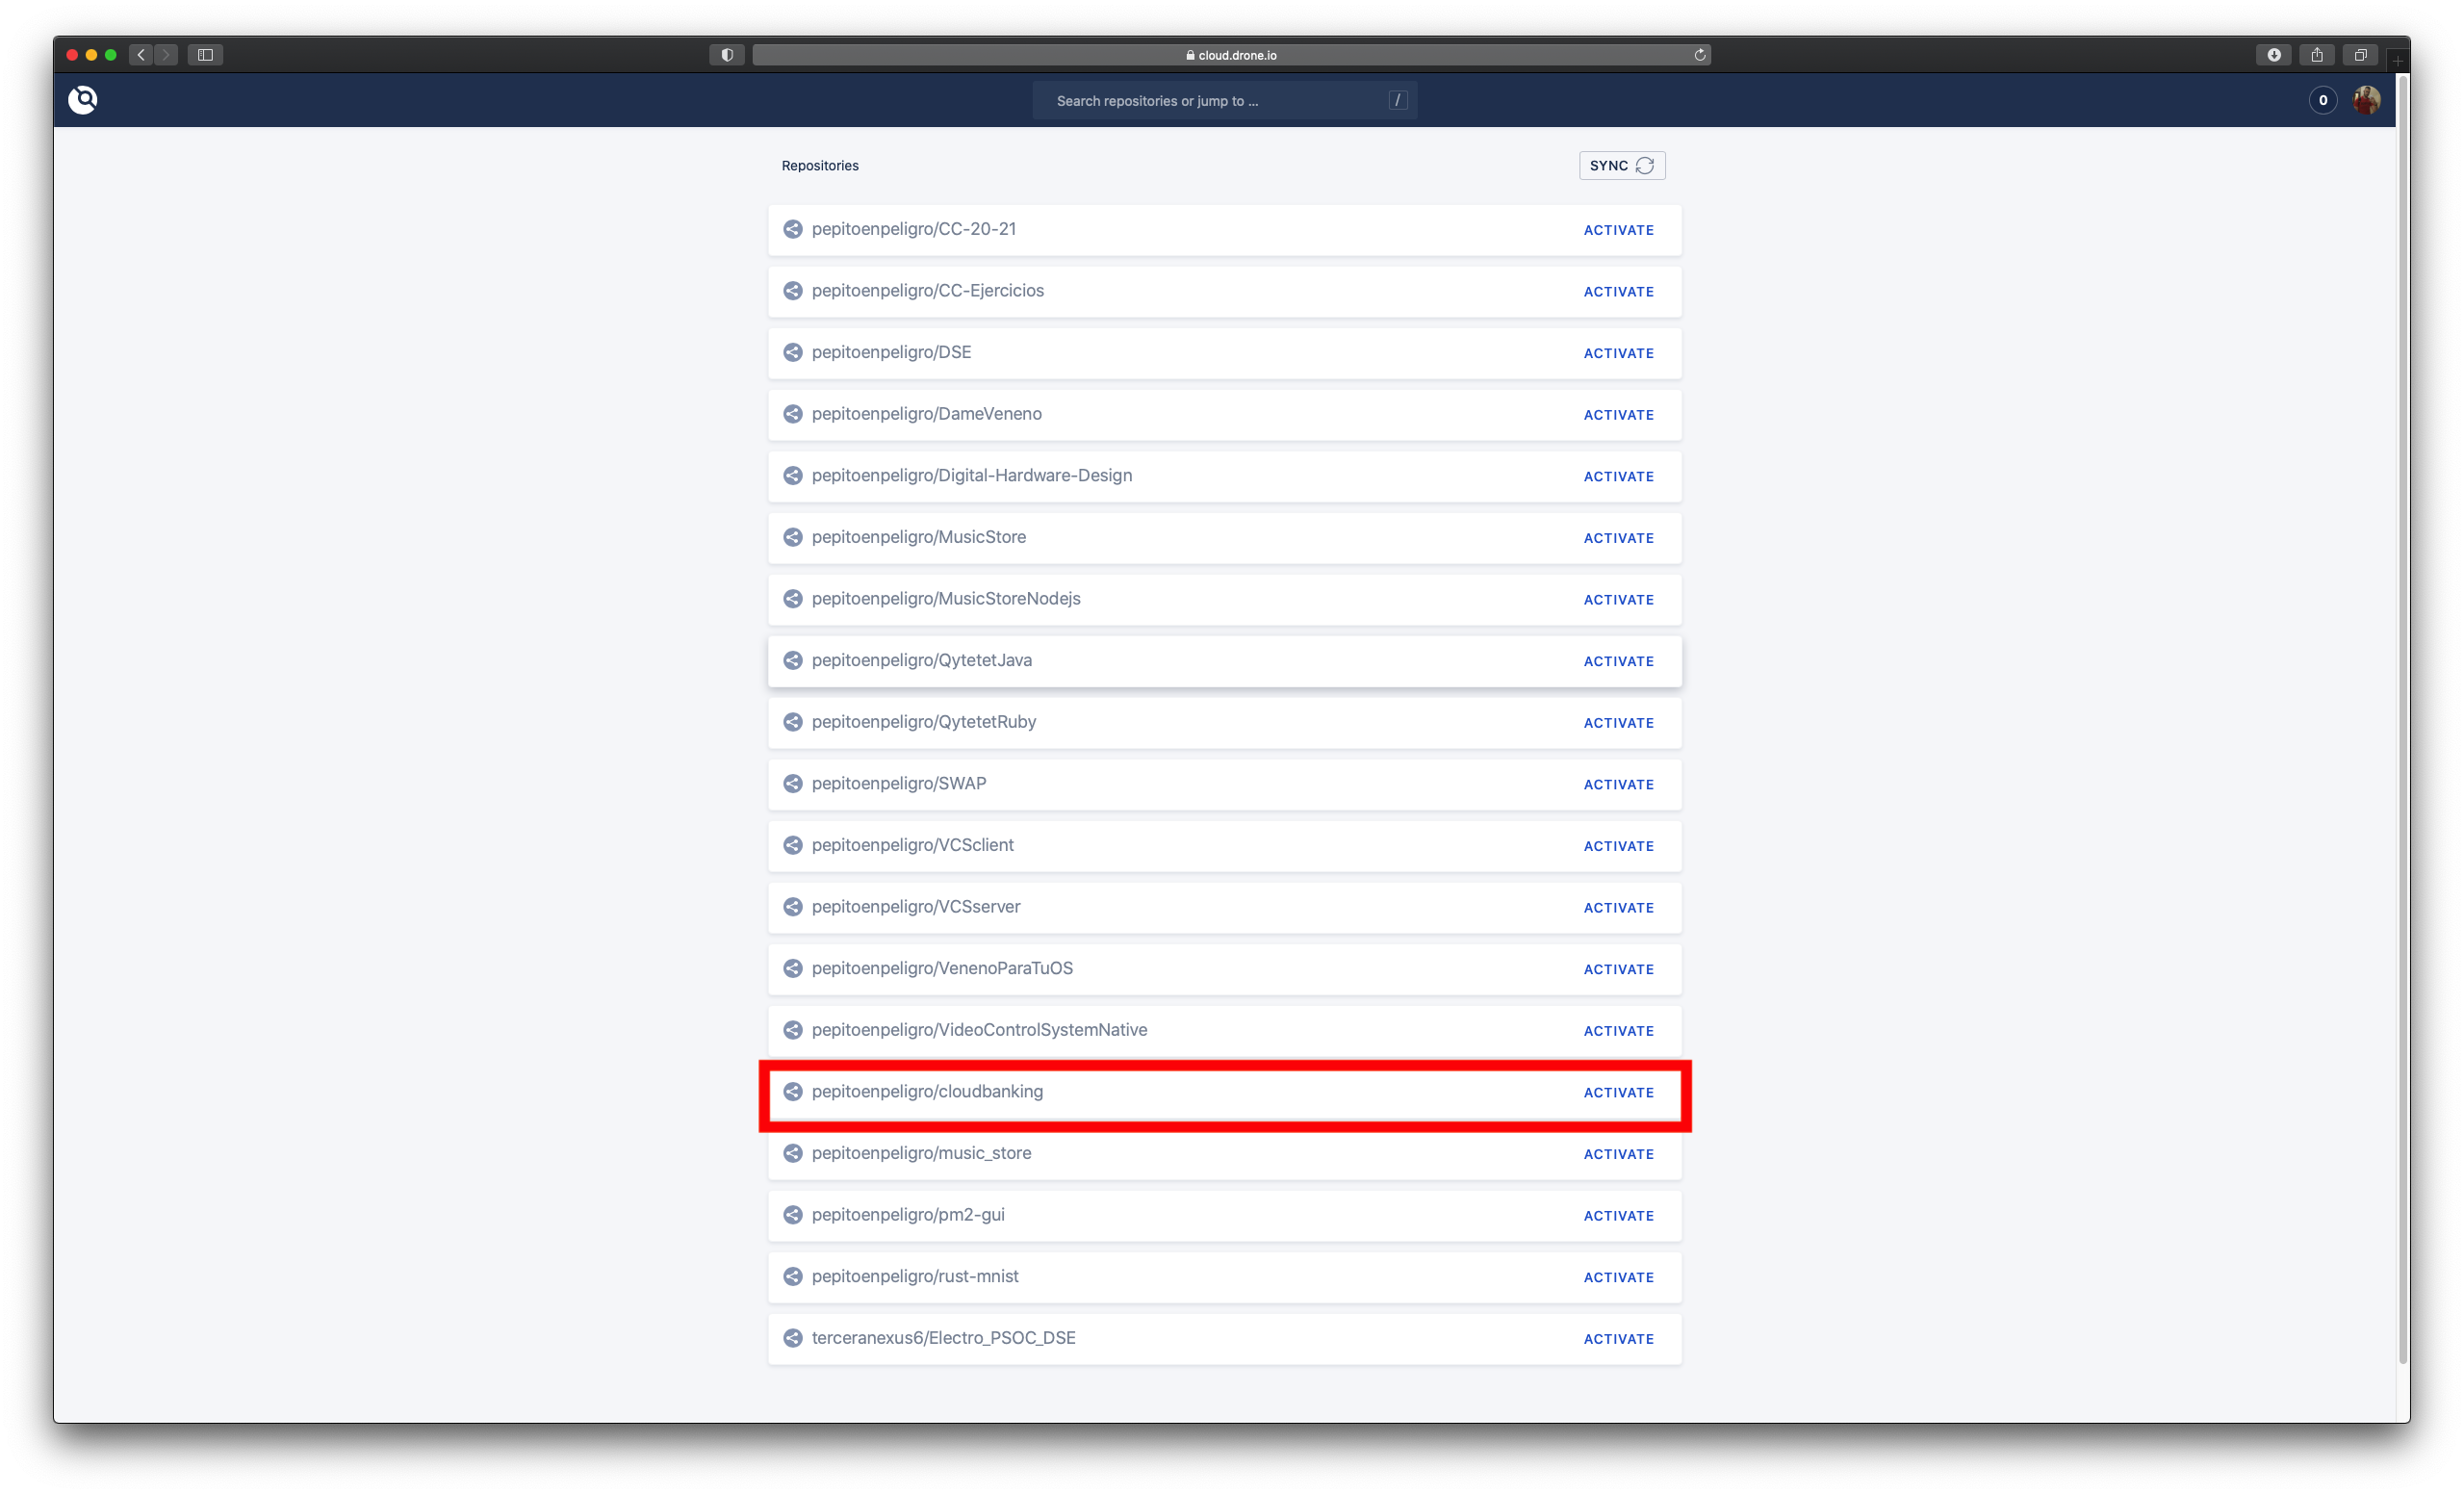 cloud.drone.io
Search repositories or jump to ... /
0
Repositories
SYNC
pepitoenpeligro/CC-20-21 ACTIVATE
pepitoenpeligro/CC-Ejercicios ACTIVATE
pepitoenpeligro/DSE ACTIVATE
pepitoenpeligro/DameVeneno ACTIVATE
pepitoenpeligro/Digital-Hardware-Design ACTIVATE
pepitoenpeligro/MusicStore ACTIVATE
pepitoenpeligro/MusicStoreNodejs ACTIVATE
pepitoenpeligro/QytetetJava ACTIVATE
pepitoenpeligro/QytetetRuby ACTIVATE
pepitoenpeligro/SWAP ACTIVATE
pepitoenpeligro/VCSclient ACTIVATE
pepitoenpeligro/VCSserver ACTIVATE
pepitoenpeligro/VenenoParaTuOS ACTIVATE
pepitoenpeligro/VideoControlSystemNative ACTIVATE
pepitoenpeligro/cloudbanking ACTIVATE
pepitoenpeligro/music_store ACTIVATE
pepitoenpeligro/pm2-gui ACTIVATE
pepitoenpeligro/rust-mnist ACTIVATE
terceranexus6/Electro_PSOC_DSE ACTIVATE